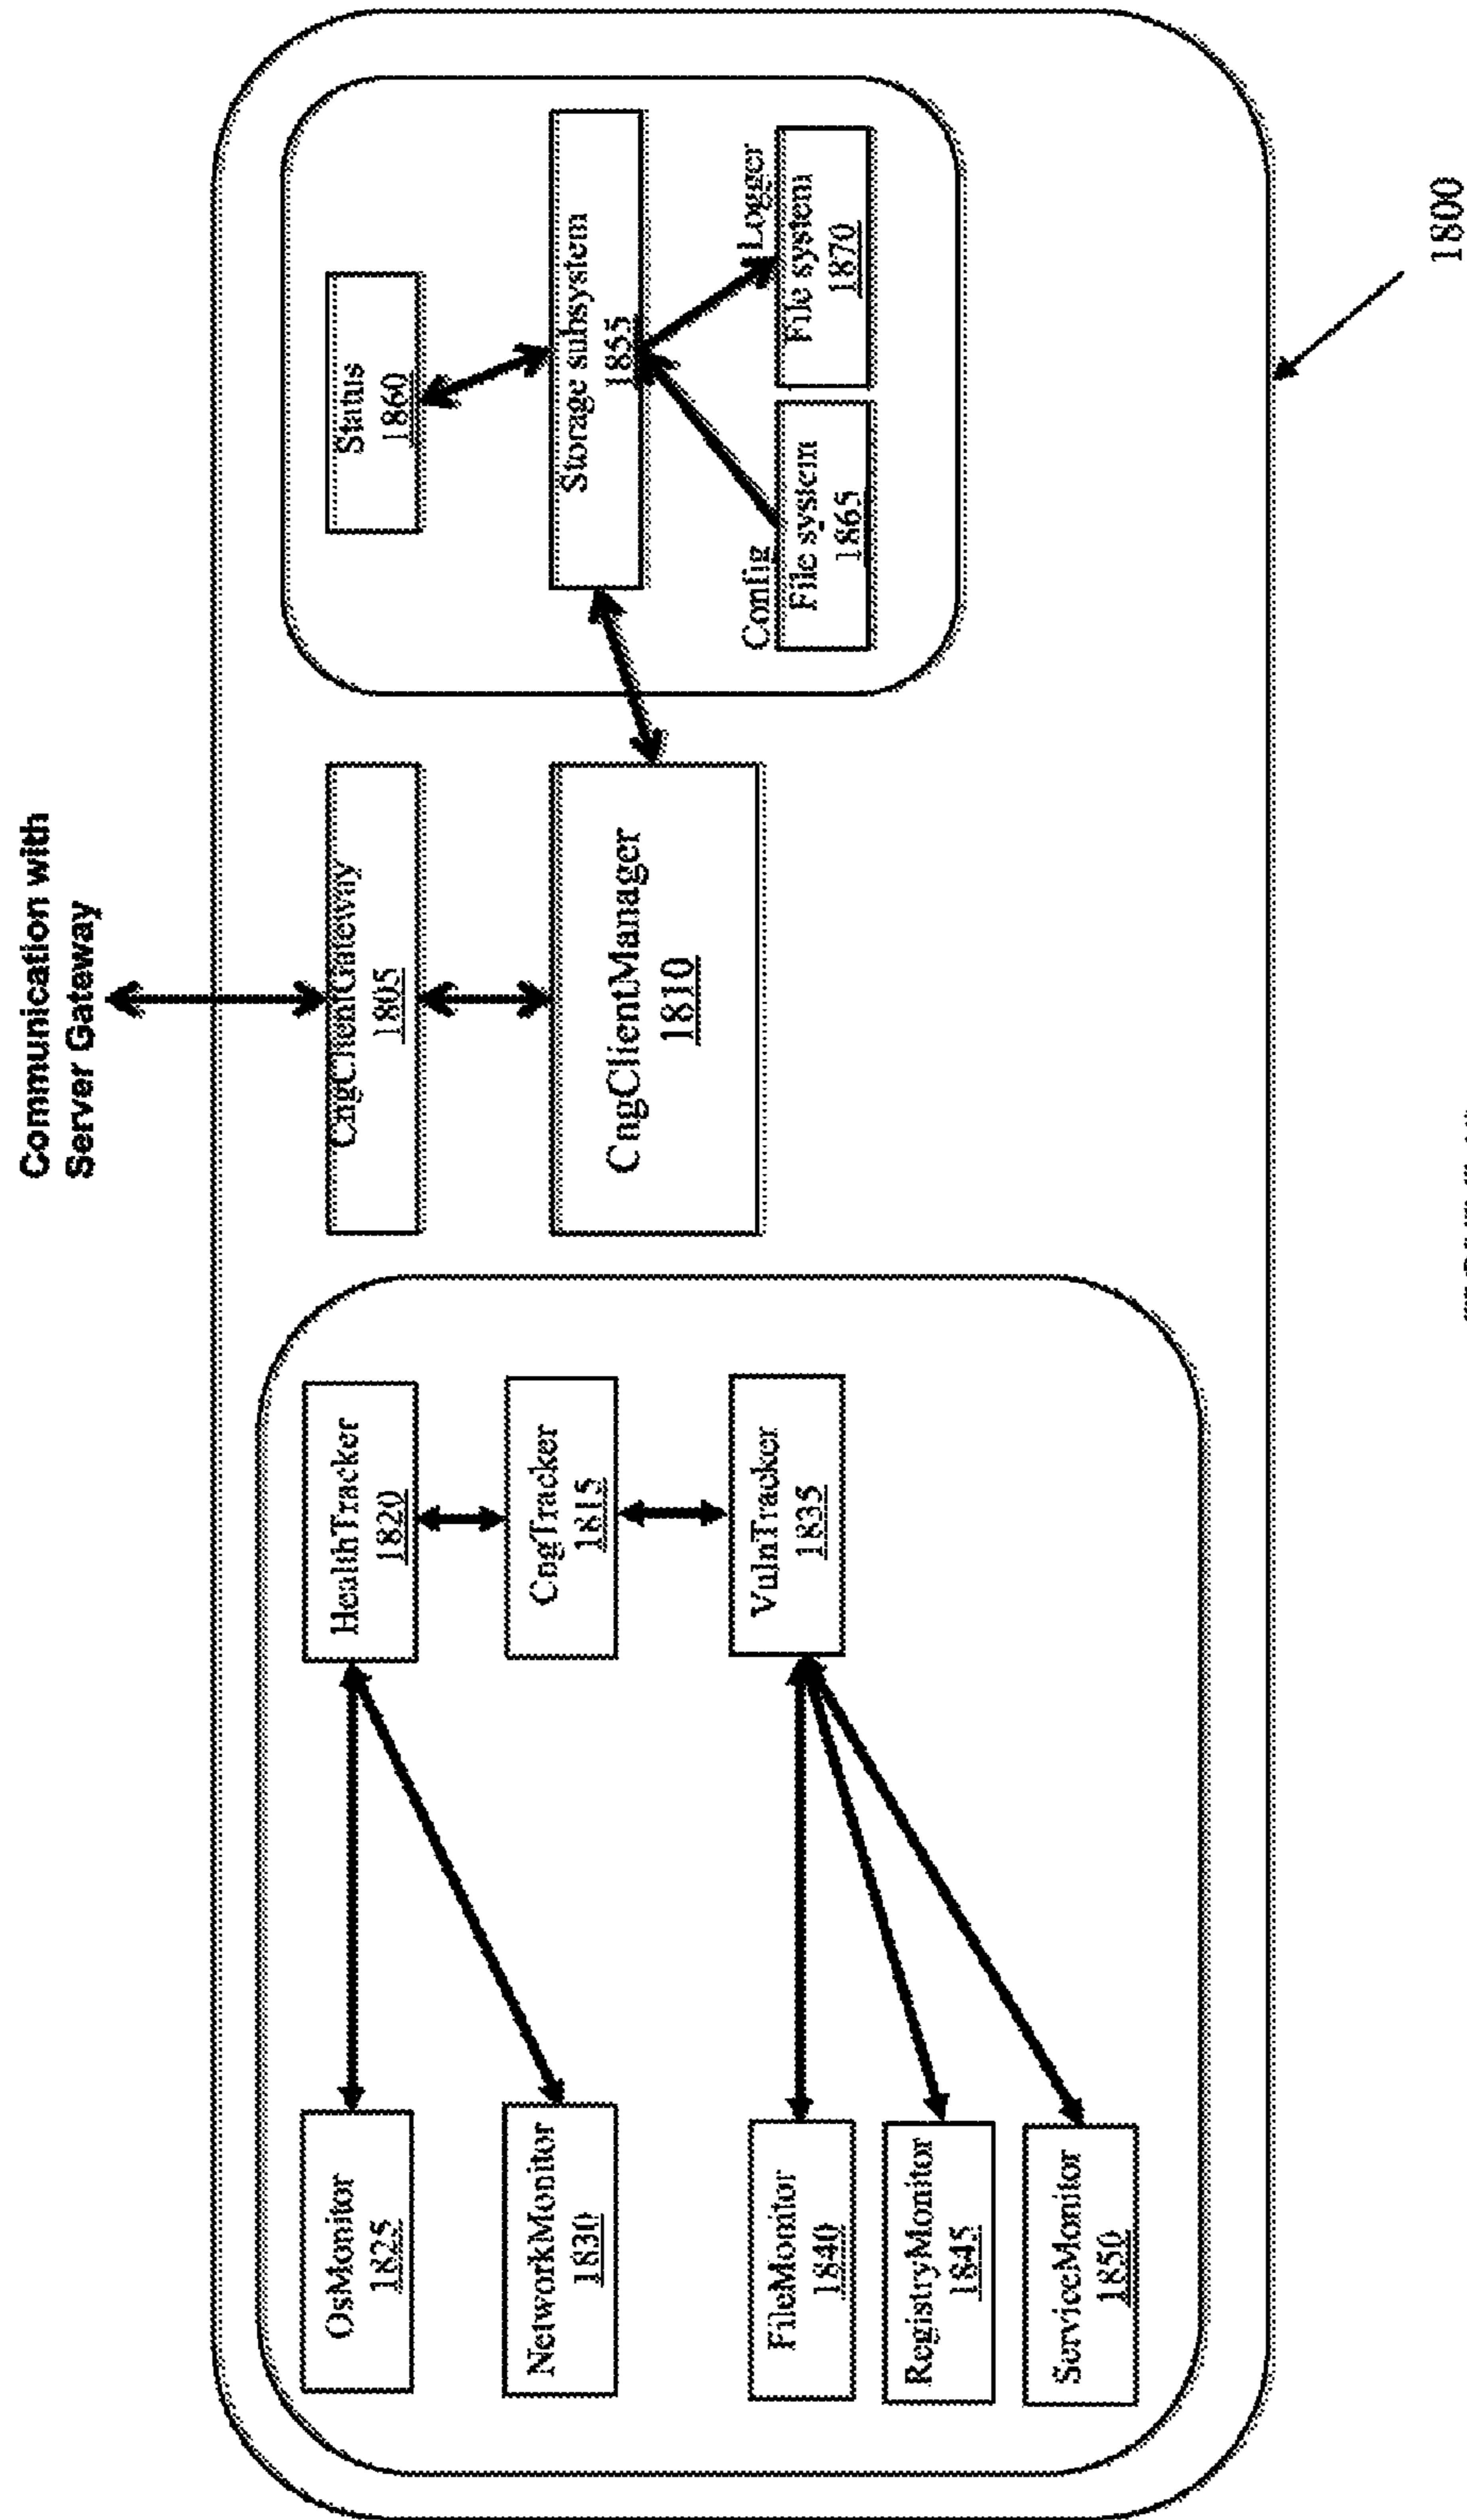 Communication with
Server Gateway
OsMonitor
1825
NetworkMonitor
1830
FileMonitor
1840
RegistryMonitor
1845
ServiceMonitor
1850
HealthTracker
1820
CngTracker
1815
VulnTracker
1835
CngClientGateway
1805
CngClientManager
1810
Status
1860
Storage subsystem
1855
Config
File system
1865
Logger
File system
1870
1800